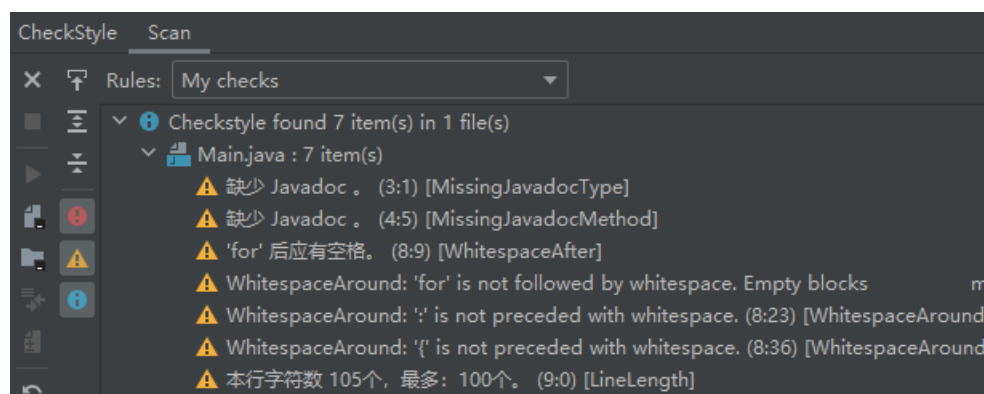 CheckStyle Scan
Rules: My checks
Checkstyle found 7 item(s) in 1 file(s)
Main.java : 7 item(s)
缺少 Javadoc 。 (3:1) [MissingJavadocType]
缺少 Javadoc 。 (4:5) [MissingJavadocMethod]
'for' 后应有空格。 (8:9) [WhitespaceAfter]
WhitespaceAround: 'for' is not followed by whitespace. Empty blocks
WhitespaceAround: ':' is not preceded with whitespace. (8:23) [WhitespaceAround
WhitespaceAround: '{' is not preceded with whitespace. (8:36) [WhitespaceAround
本行字符数 105个，最多：100个。 (9:0) [LineLength]